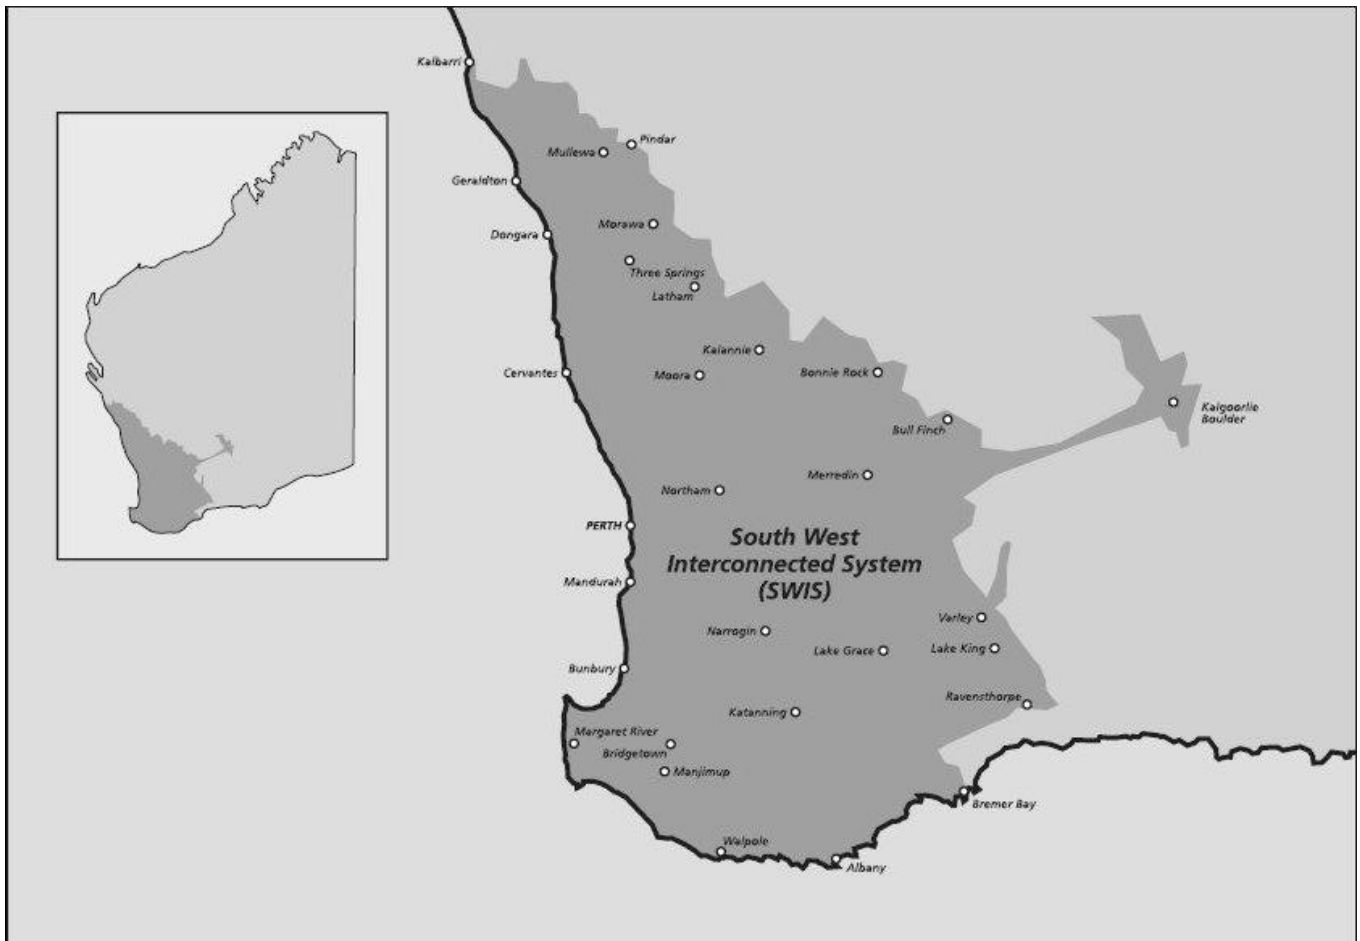 Kalbarri
Pindar
Mullewa
Geraldton
Morawa
Dongara
Three Springs
Latham
Kalannie
Cervantes
Moora
Bonnie Rock
Kalgoorlie
Boulder
Bull Finch
Merredin
Northam
PERTH
South West
Interconnected System
(SWIS)
Mandurah
Varley
Narrogin
Lake Grace
Lake King
Bunbury
Ravensthorpe
Katanning
Margaret River
Bridgetown
Manjimup
Bremer Bay
Walpole
Albany